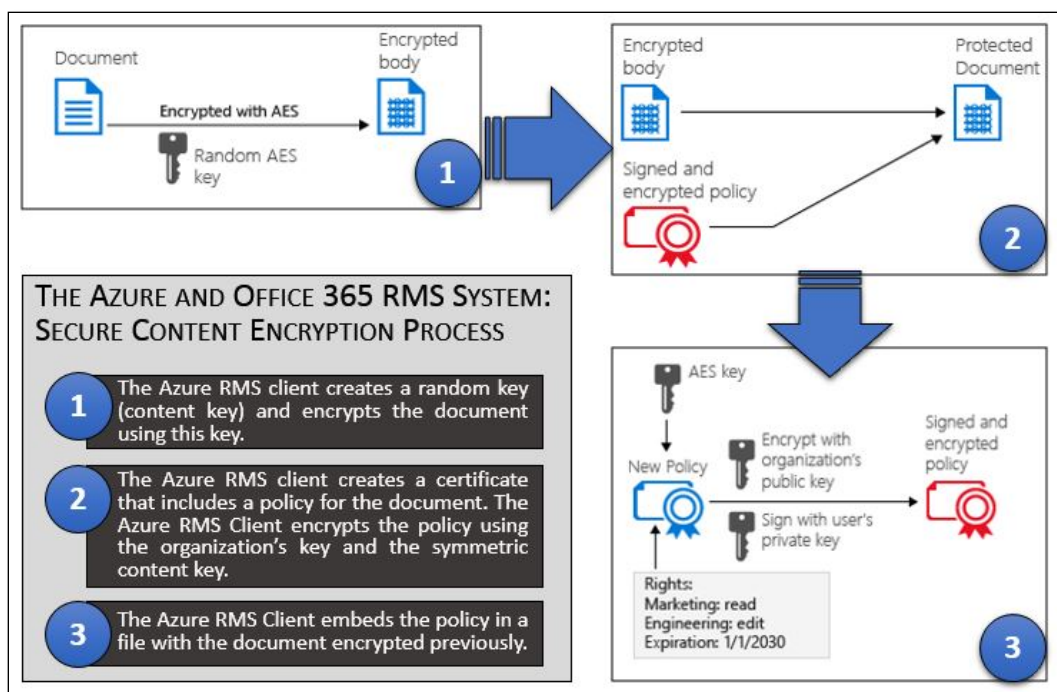 Document
Encrypted
body
Encrypted with AES
Random AES
key
1
Encrypted
body
Protected
Document
Signed and
encrypted policy
2
THE AZURE AND OFFICE 365 RMS SYSTEM:
SECURE CONTENT ENCRYPTION PROCESS
1
The Azure RMS client creates a random key
(content key) and encrypts the document
using this key.
2
The Azure RMS client creates a certificate
that includes a policy for the document. The
Azure RMS Client encrypts the policy using
the organization's key and the symmetric
content key.
3
The Azure RMS Client embeds the policy in a
file with the document encrypted previously.
AES key
New Policy
Encrypt with
organization's
public key
Sign with user's
private key
Signed and
encrypted
policy
Rights:
Marketing: read
Engineering: edit
Expiration: 1/1/2030
3